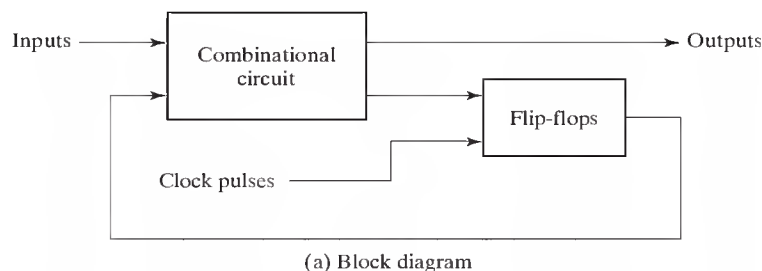 Inputs
Combinational
circuit
Outputs
Flip-flops
Clock pulses
(a) Block diagram